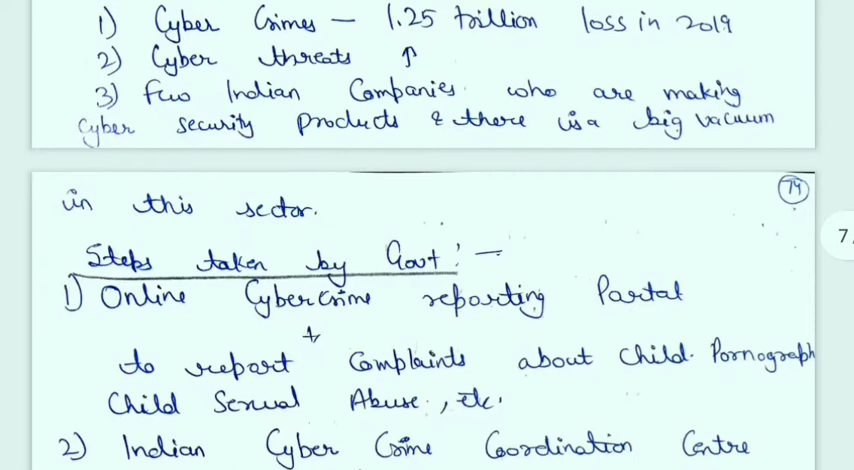 1) Cyber Crimes - 1.25 trillion loss in 2019
2) Cyber threats ↑
3) Few Indian Companies who are making
Cyber security Products & there is a big vacuum
74
in this sector.
7
Steps taken by Govt :-
1) Online Cybercrime reporting Portal
↓
to report Complaints about Child Pornograph
Child Sexual Abuse, etc.
2) Indian Cyber Crime Coordination Centre